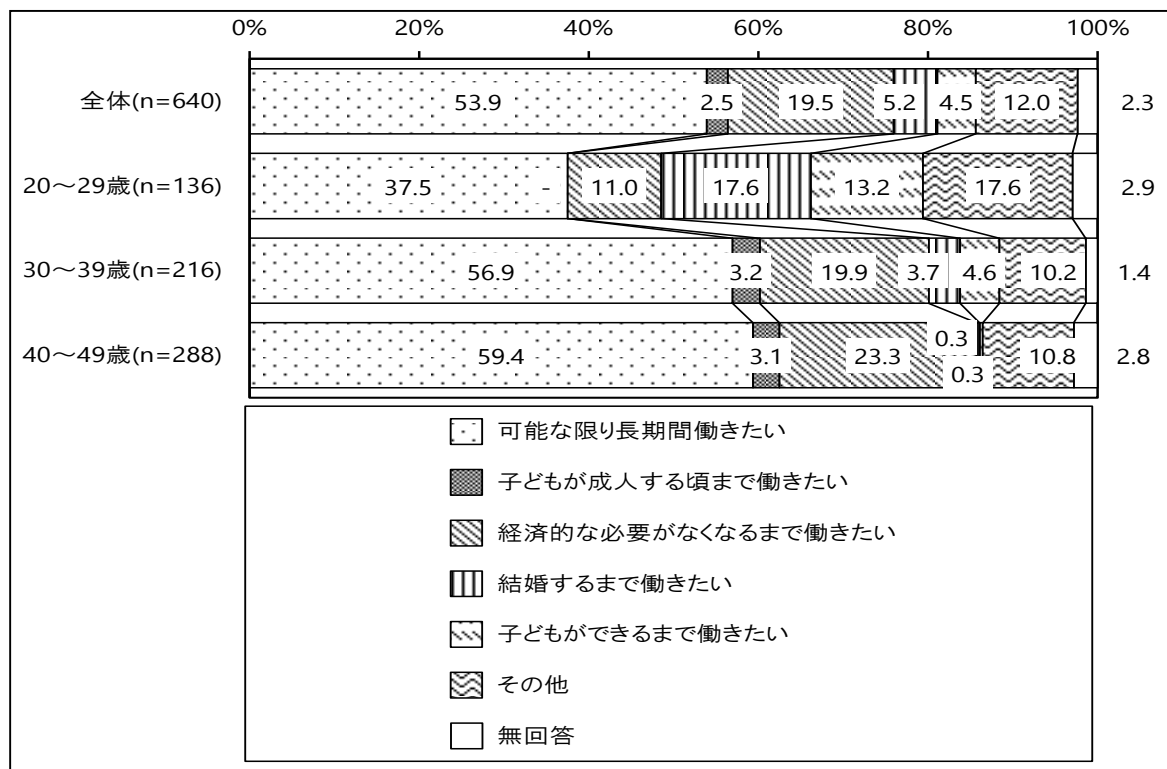 0% 20% 40% 60% 80% 100%
全体(n=640) 53.9 2.5 19.5 5.2 4.5 12.0 2.3
20～29歳(n=136) 37.5 - 11.0 17.6 13.2 17.6 2.9
30～39歳(n=216) 56.9 3.2 19.9 3.7 4.6 10.2 1.4
40～49歳(n=288) 59.4 3.1 23.3 0.3 0.3 10.8 2.8
可能な限り長期間働きたい
子どもが成人する頃まで働きたい
経済的な必要がなくなるまで働きたい
結婚するまで働きたい
子どもができるまで働きたい
その他
無回答